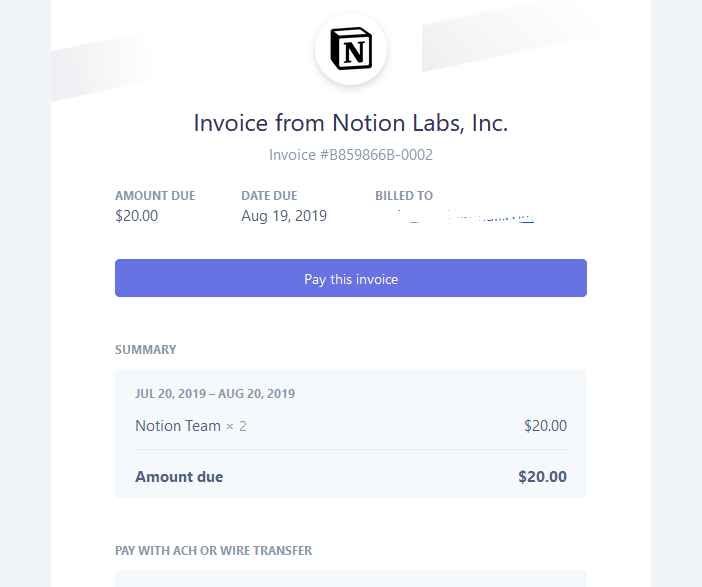 N
Invoice from Notion Labs, Inc.
Invoice #B859866B-0002
AMOUNT DUE DATE DUE BILLED TO
$20.00 Aug 19, 2019
Pay this invoice
SUMMARY
JUL 20, 2019 – AUG 20, 2019
Notion Team × 2 $20.00
Amount due $20.00
PAY WITH ACH OR WIRE TRANSFER